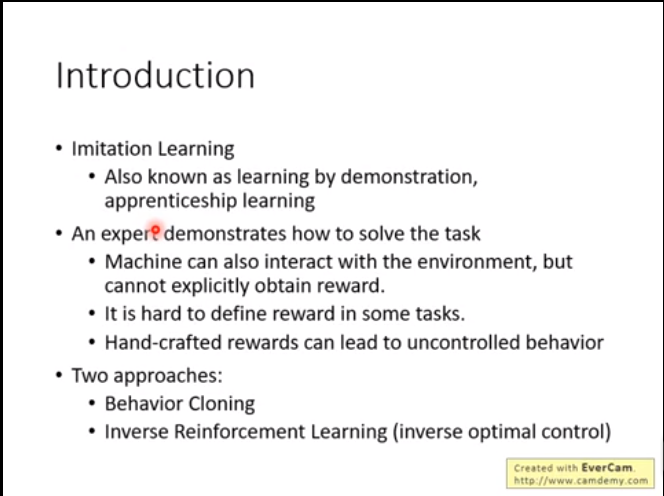 Introduction
• Imitation Learning
• Also known as learning by demonstration,
apprenticeship learning
• An expert demonstrates how to solve the task
• Machine can also interact with the environment, but
cannot explicitly obtain reward.
• It is hard to define reward in some tasks.
• Hand-crafted rewards can lead to uncontrolled behavior
• Two approaches:
• Behavior Cloning
• Inverse Reinforcement Learning (inverse optimal control)
Created with EverCam.
http://www.camdemy.com